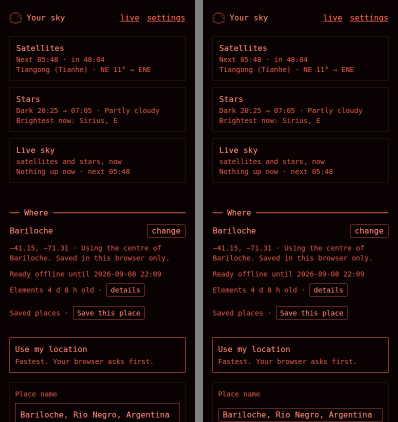 Your sky live settings
Satellites
Next 05:48 · in 48:04
Tiangong (Tianhe) · NE 11° → ENE
Stars
Dark 20:25 → 07:05 · Partly cloudy
Brightest now: Sirius, E
Live sky
satellites and stars, now
Nothing up now · next 05:48
Where
Bariloche change
−41.15, −71.31 · Using the centre of
Bariloche. Saved in this browser only.
Ready offline until 2026-09-08 22:09
Elements 4 d 8 h old · details
Saved places · Save this place
Use my location
Fastest. Your browser asks first.
Place name
Bariloche, Río Negro, Argentina
Your sky live settings
Satellites
Next 05:48 · in 48:04
Tiangong (Tianhe) · NE 11° → ENE
Stars
Dark 20:25 → 07:05 · Partly cloudy
Brightest now: Sirius, E
Live sky
satellites and stars, now
Nothing up now · next 05:48
Where
Bariloche change
−41.15, −71.31 · Using the centre of
Bariloche. Saved in this browser only.
Ready offline until 2026-09-08 22:09
Elements 4 d 8 h old · details
Saved places · Save this place
Use my location
Fastest. Your browser asks first.
Place name
Bariloche, Río Negro, Argentina